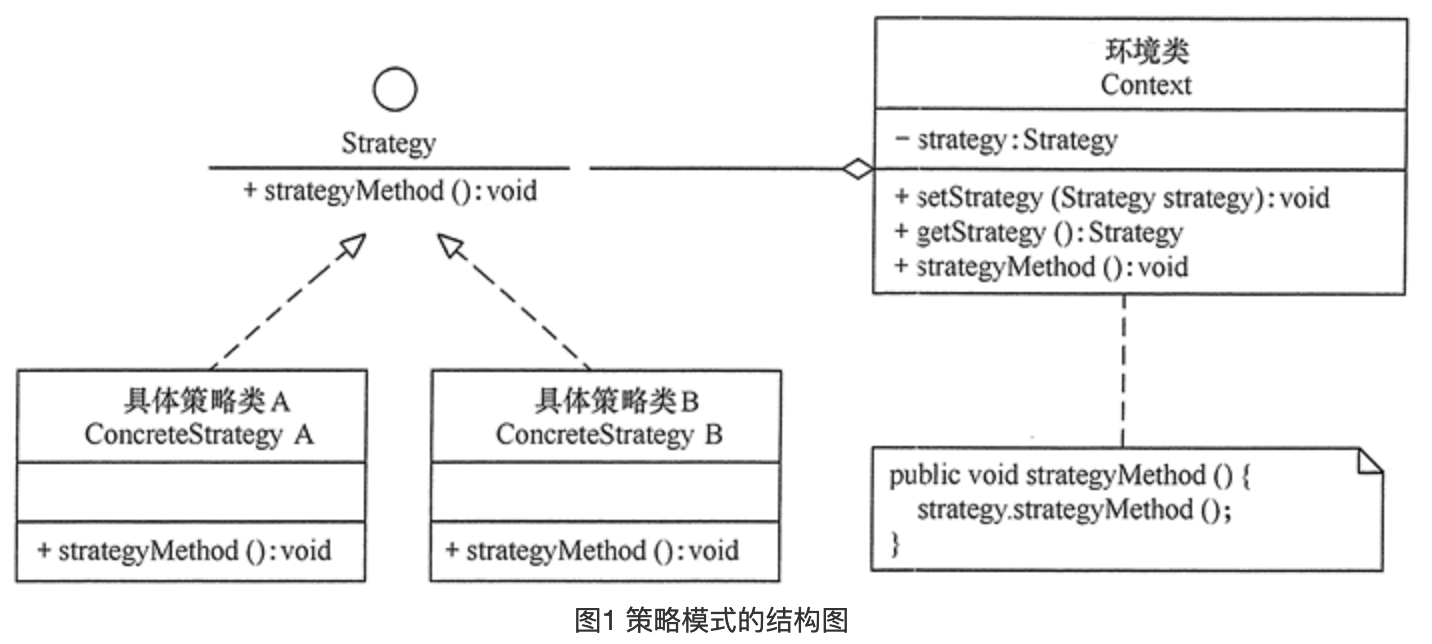 Strategy
+ strategyMethod ():void
环境类
Context
- strategy:Strategy
+ setStrategy (Strategy strategy):void
+ getStrategy ():Strategy
+ strategyMethod ():void
具体策略类A
ConcreteStrategy A
+ strategyMethod ():void
具体策略类B
ConcreteStrategy B
+ strategyMethod ():void
public void strategyMethod () {
strategy.strategyMethod ();
}
图1 策略模式的结构图